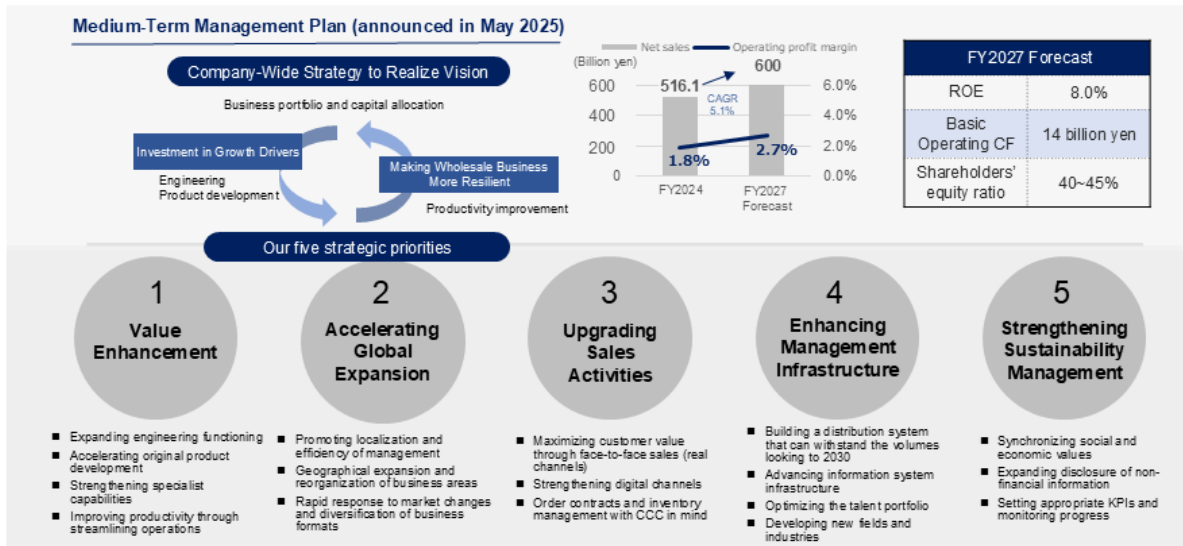 Medium-Term Management Plan (announced in May 2025)
Company-Wide Strategy to Realize Vision
Business portfolio and capital allocation
Investment in Growth Drivers
Engineering
Product development
Making Wholesale Business
More Resilient
Productivity improvement
Net sales
Operating profit margin
(Billion yen)
600
400
200
0
516.1
600
CAGR
5.1%
1.8%
2.7%
6.0%
4.0%
2.0%
0.0%
FY2024
FY2027
Forecast
FY2027 Forecast
ROE
8.0%
Basic
Operating CF
14 billion yen
Shareholders'
equity ratio
40~45%
Our five strategic priorities
1
Value
Enhancement
■ Expanding engineering functioning
■ Accelerating original product
development
■ Strengthening specialist
capabilities
■ Improving productivity through
streamlining operations
2
Accelerating
Global
Expansion
■ Promoting localization and
efficiency of management
■ Geographical expansion and
reorganization of business areas
■ Rapid response to market changes
and diversification of business
formats
3
Upgrading
Sales
Activities
■ Maximizing customer value
through face-to-face sales (real
channels)
■ Strengthening digital channels
■ Order contracts and inventory
management with CCC in mind
4
Enhancing
Management
Infrastructure
■ Building a distribution system
that can withstand the volumes
looking to 2030
■ Advancing information system
infrastructure
■ Optimizing the talent portfolio
■ Developing new fields and
industries
5
Strengthening
Sustainability
Management
■ Synchronizing social and
economic values
■ Expanding disclosure of non-
financial information
■ Setting appropriate KPIs and
monitoring progress